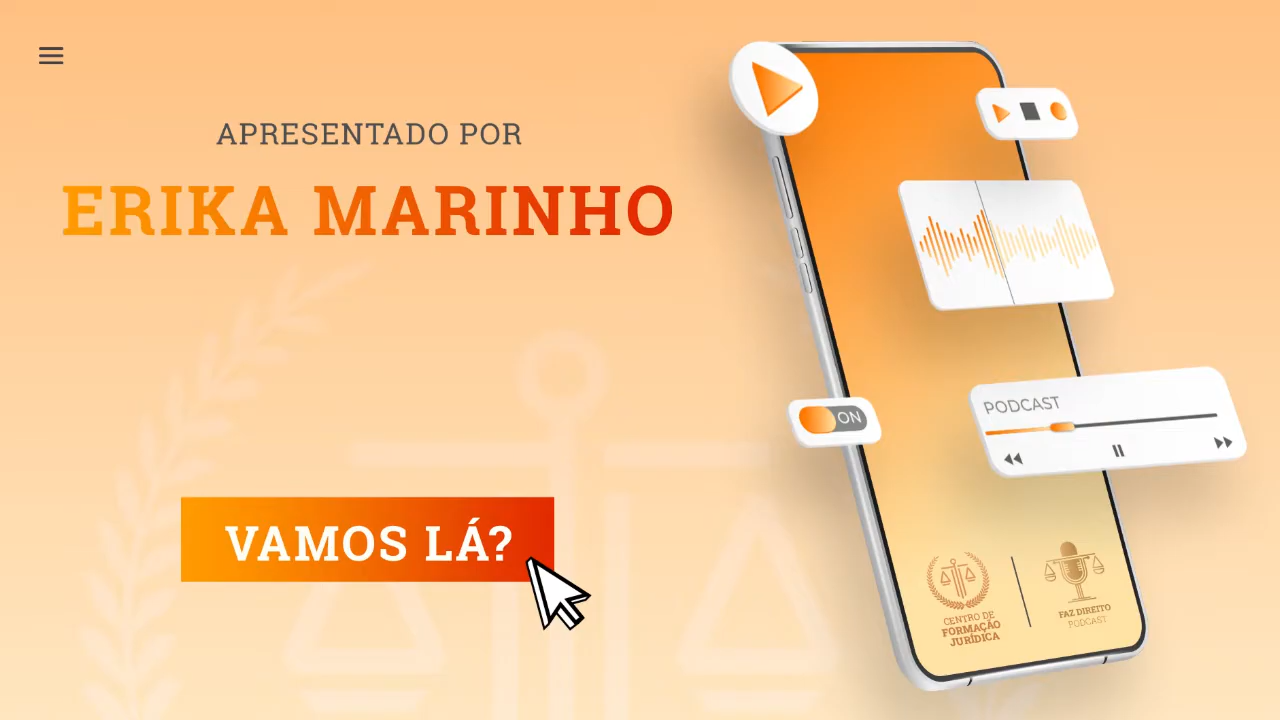 APRESENTADO POR
ERIKA MARINHO
VAMOS LÁ?
ON
PODCAST
CENTRO DE
FORMAÇÃO
JURÍDICA
FAZ DIREITO
PODCAST